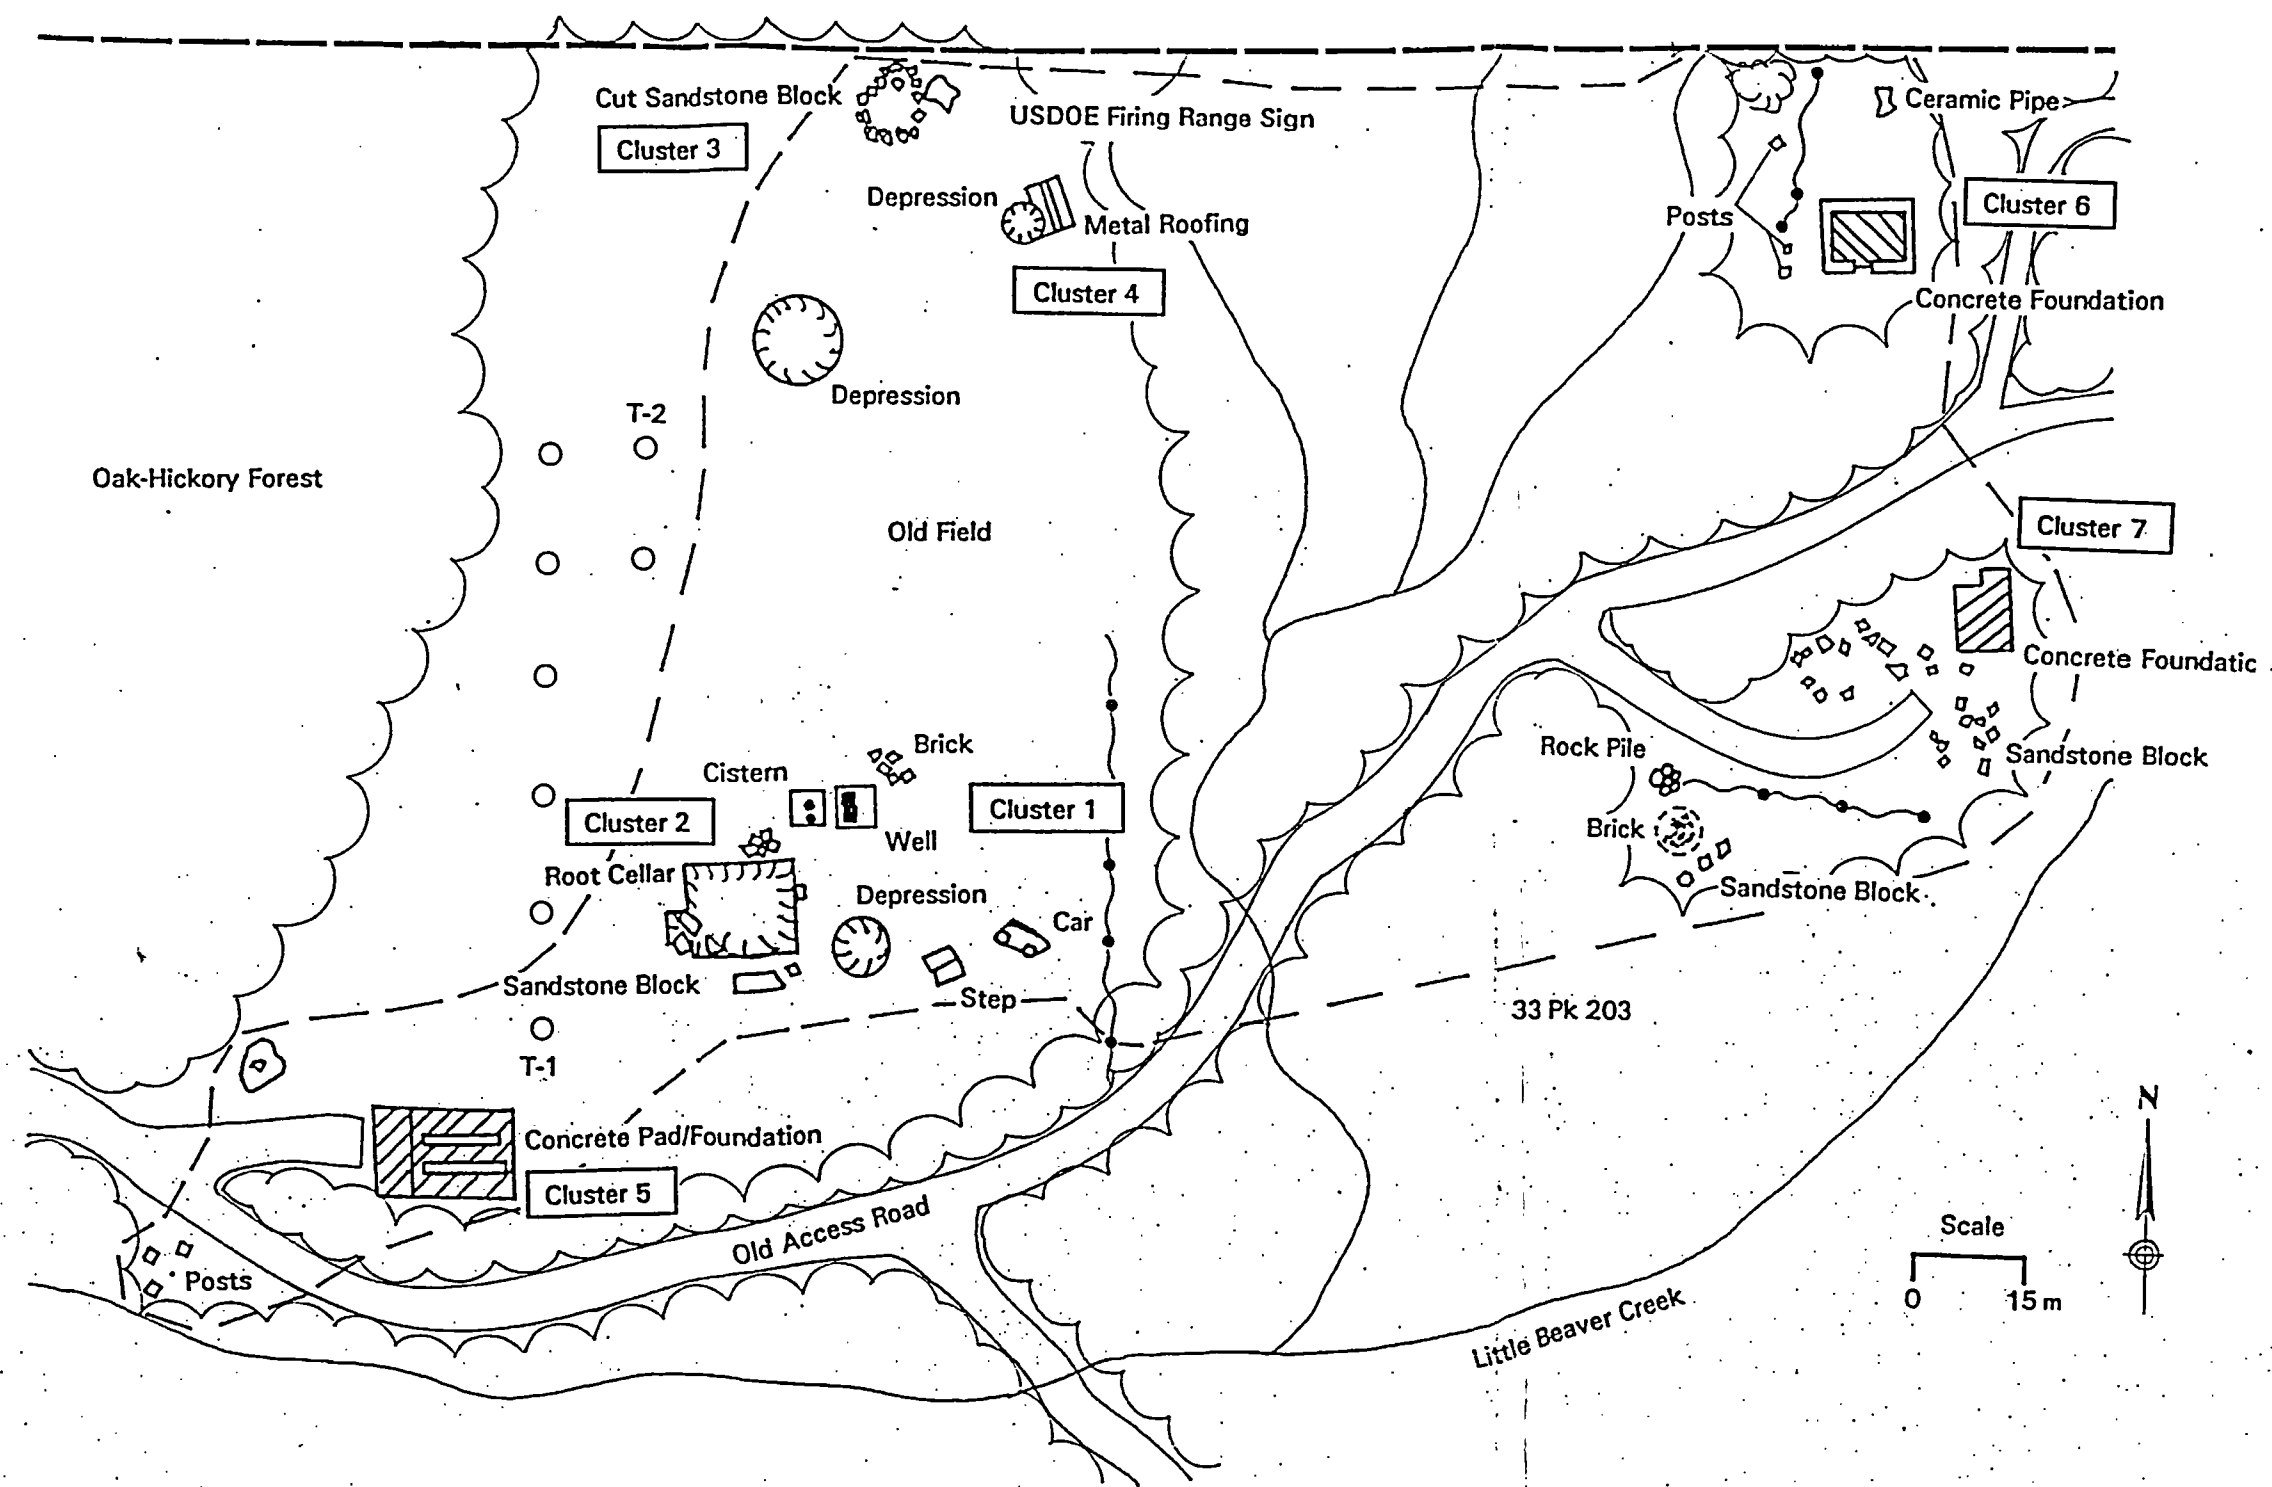 Cut Sandstone Block
Cluster 3
USDOE Firing Range Sign
Ceramic Pipe
Depression
Metal Roofing
Posts
Cluster 6
Cluster 4
Concrete Foundation
Depression
T-2
Oak-Hickory Forest
Old Field
Cluster 7
Concrete Foundatic
Brick
Cistern
Rock Pile
Sandstone Block
Cluster 2
Cluster 1
Well
Brick
Root Cellar
Depression
Sandstone Block
Car
Sandstone Block
Step
33 Pk 203
T-1
N
Concrete Pad/Foundation
Cluster 5
Old Access Road
Scale
Posts
0 15 m
Little Beaver Creek